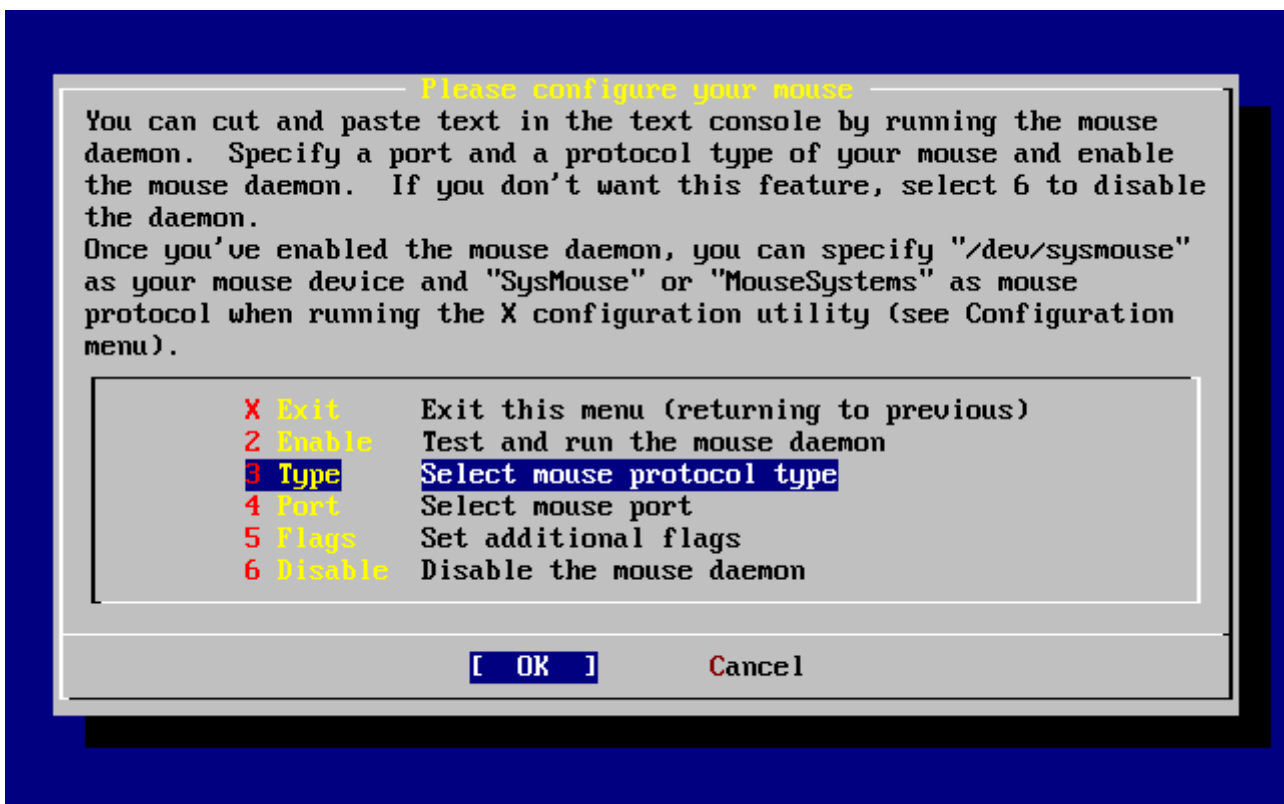 Please configure your mouse
You can cut and paste text in the text console by running the mouse
daemon.  Specify a port and a protocol type of your mouse and enable
the mouse daemon.  If you don't want this feature, select 6 to disable
the daemon.
Once you've enabled the mouse daemon, you can specify "/dev/sysmouse"
as your mouse device and "SysMouse" or "MouseSystems" as mouse
protocol when running the X configuration utility (see Configuration
menu).
X Exit     Exit this menu (returning to previous)
2 Enable   Test and run the mouse daemon
3 Type     Select mouse protocol type
4 Port     Select mouse port
5 Flags    Set additional flags
6 Disable  Disable the mouse daemon
[  OK  ]       Cancel